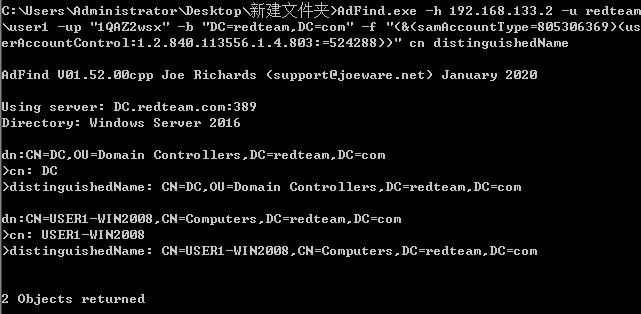 C:\Users\Administrator\Desktop\新建文件夹>AdFind.exe -h 192.168.133.2 -u redteam
\user1 -up "1QAZ2wsx" -b "DC=redteam,DC=com" -f "(&(samAccountType=805306369)(us
erAccountControl:1.2.840.113556.1.4.803:=524288))" cn distinguishedName
AdFind V01.52.00cpp Joe Richards (support@joeware.net) January 2020
Using server: DC.redteam.com:389
Directory: Windows Server 2016
dn:CN=DC,OU=Domain Controllers,DC=redteam,DC=com
>cn: DC
>distinguishedName: CN=DC,OU=Domain Controllers,DC=redteam,DC=com
dn:CN=USER1-WIN2008,CN=Computers,DC=redteam,DC=com
>cn: USER1-WIN2008
>distinguishedName: CN=USER1-WIN2008,CN=Computers,DC=redteam,DC=com
2 Objects returned